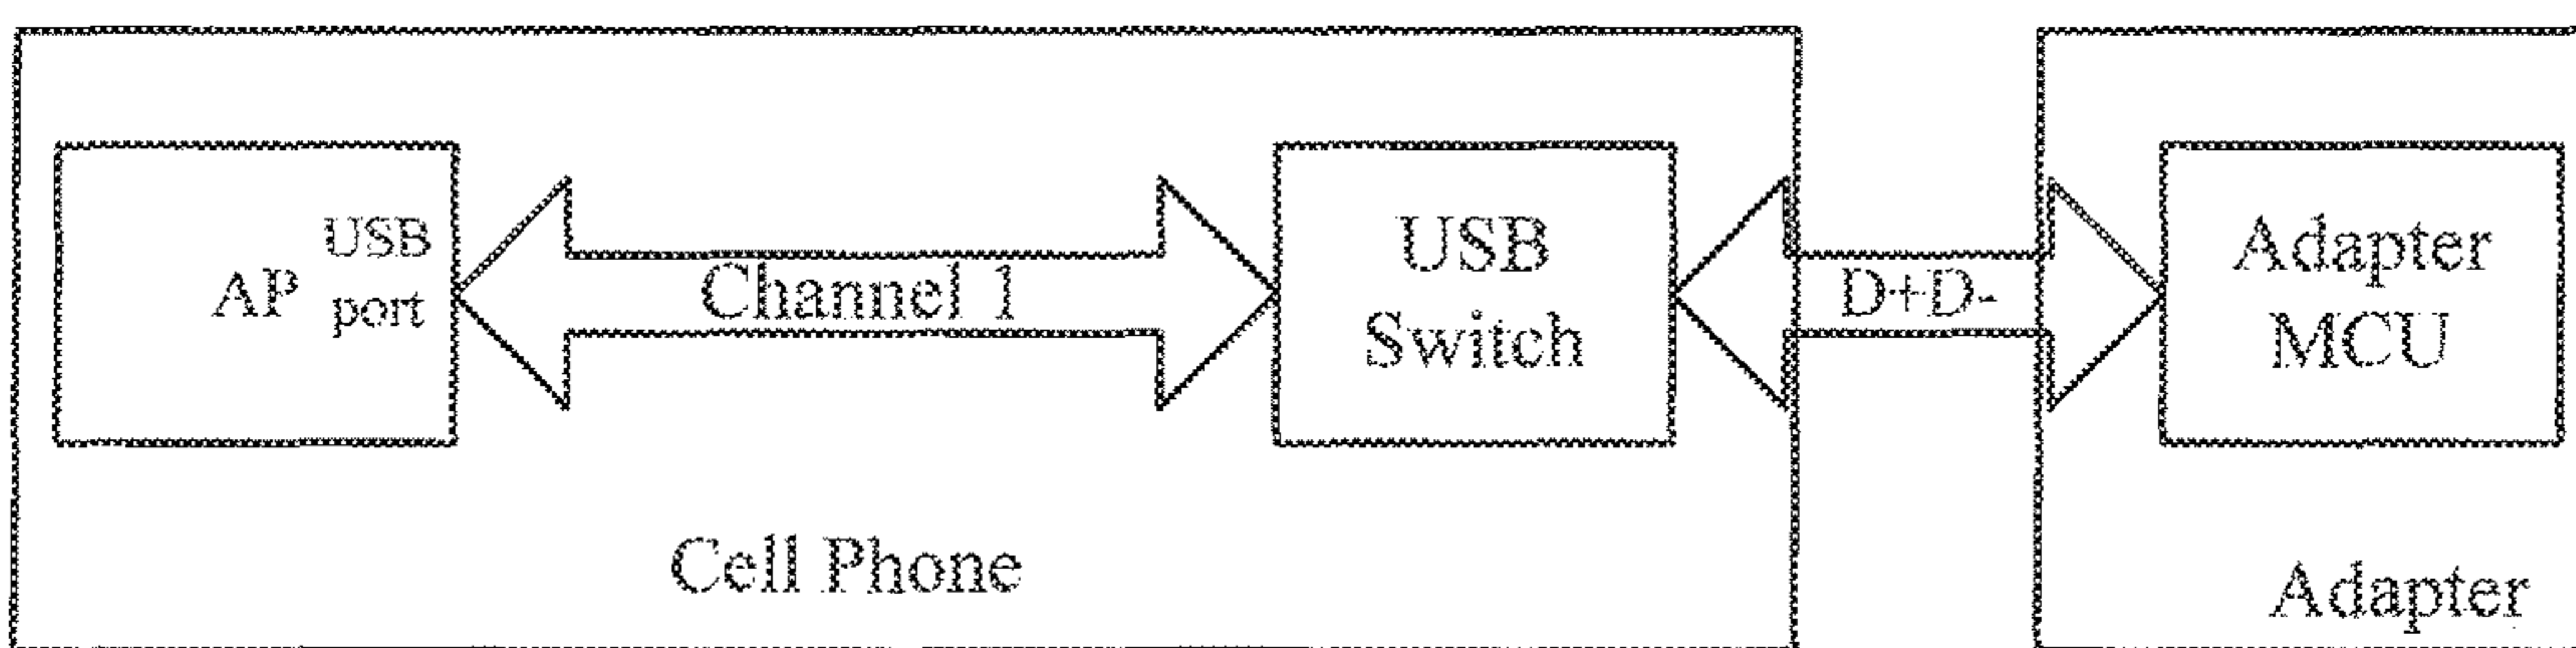 USB
AP port
Channel 1
USB
Switch
D+D-
Adapter
MCU
Cell Phone
Adapter